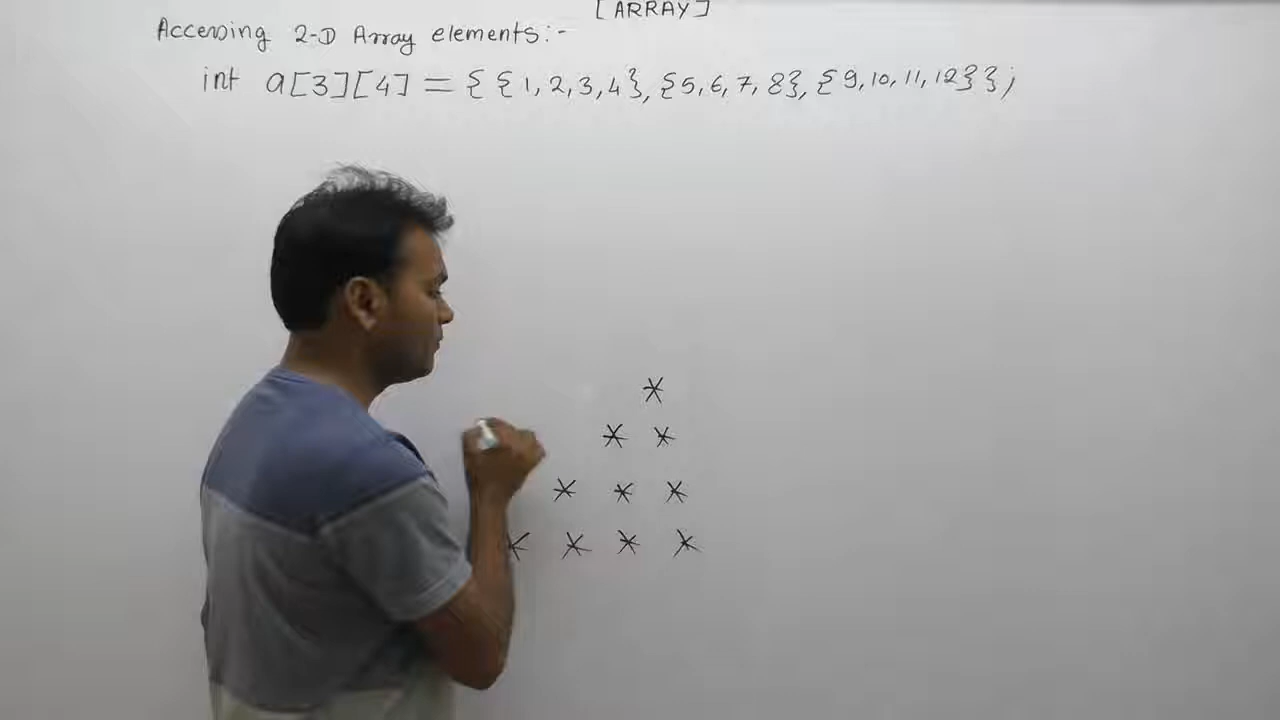 [ARRAY]
Accessing 2-D Array elements:-
int a[3][4] = { {1,2,3,4}, {5,6,7,8}, {9,10,11,12} };
*
* *
* * *
* * * *